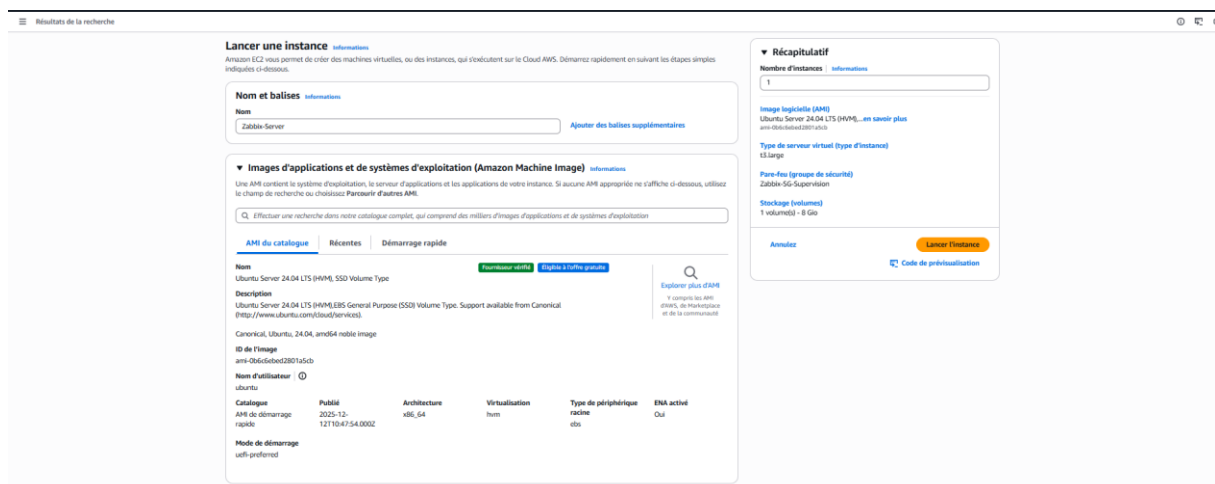 Résultats de la recherche
Lancer une instance Informations
Amazon EC2 vous permet de créer des machines virtuelles, ou des instances, qui s'exécutent sur le Cloud AWS. Démarrez rapidement en suivant les étapes simples
indiquées ci-dessous.
Nom et balises Informations
Nom
Zabbix-Server
Ajouter des balises supplémentaires
▼ Images d'applications et de systèmes d'exploitation (Amazon Machine Image) Informations
Une AMI contient le système d'exploitation, le serveur d'applications et les applications de votre instance. Si aucune AMI appropriée ne s'affiche ci-dessous, utilisez
le champ de recherche ou choisissez Parcourir d'autres AMI.
Effectuer une recherche dans notre catalogue complet, qui comprend des milliers d'images d'applications et de systèmes d'exploitation
AMI du catalogue
Récentes
Démarrage rapide
Nom
Ubuntu Server 24.04 LTS (HVM), SSD Volume Type
Fournisseur vérifié
Eligible à l'offre gratuite
Description
Ubuntu Server 24.04 LTS (HVM),EBS General Purpose (SSD) Volume Type. Support available from Canonical
(http://www.ubuntu.com/cloud/services).
Canonical, Ubuntu, 24.04, amd64 noble image
ID de l'image
ami-0b6c6ebed2801a5cb
Nom d'utilisateur
ubuntu
Catalogue
AMI de démarrage
rapide
Publié
2025-12-
12T10:47:54.000Z
Architecture
x86_64
Virtualisation
hvm
Type de périphérique
racine
ebs
ENA activé
Oui
Mode de démarrage
uefi-preferred
Explorer plus d'AMI
Y compris les AMI
d'AWS, de Marketplace
et de la communauté
▼ Récapitulatif
Nombre d'instances Informations
1
Image logicielle (AMI)
Ubuntu Server 24.04 LTS (HVM),...en savoir plus
ami-0b6c6ebed2801a5cb
Type de serveur virtuel (type d'instance)
t3.large
Pare-feu (groupe de sécurité)
Zabbix-SG-Supervision
Stockage (volumes)
1 volume(s) - 8 Gio
Annulez
Lancer l'instance
Code de prévisualisation